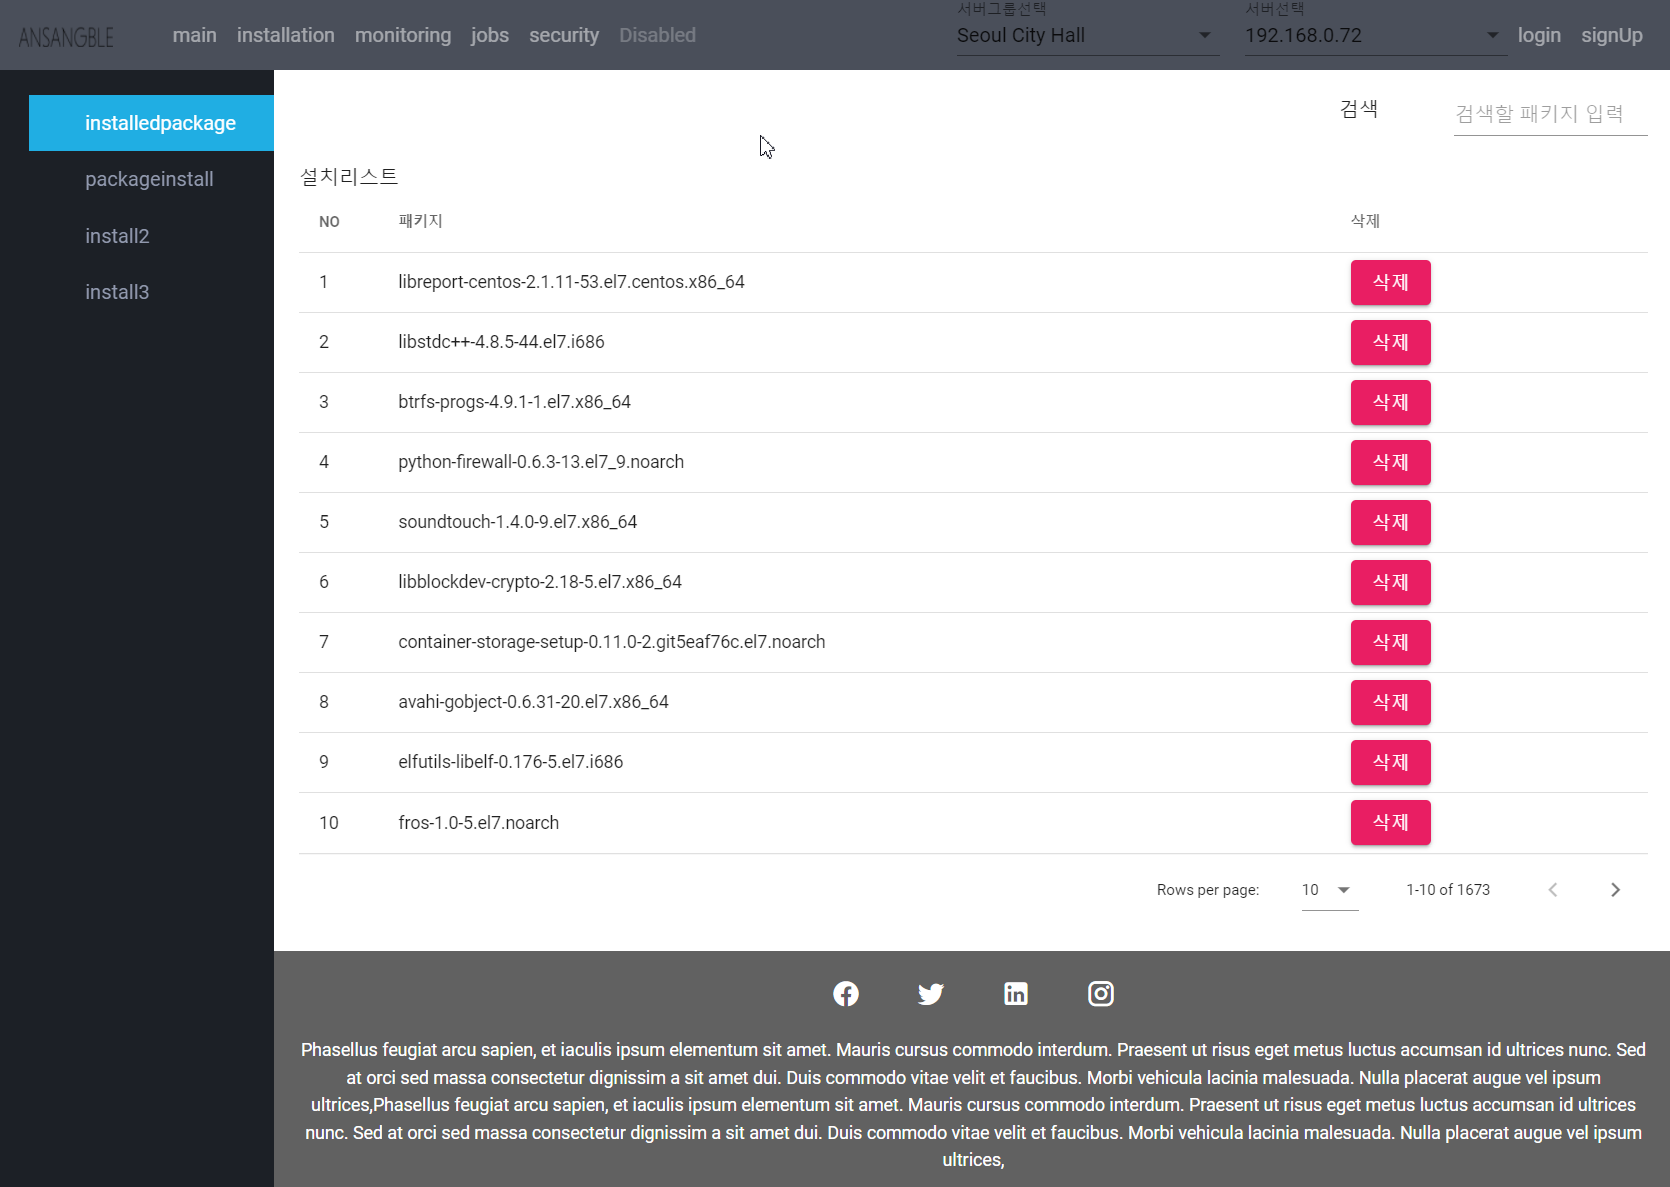 ANSANGBLE main installation monitoring jobs security Disabled
서버그룹선택
Seoul City Hall
서버선택
192.168.0.72
login signUp
installedpackage
packageinstall
install2
install3
검색 검색할 패키지 입력
설치리스트
NO 패키지 삭제
1 libreport-centos-2.1.11-53.el7.centos.x86_64 삭제
2 libstdc++-4.8.5-44.el7.i686 삭제
3 btrfs-progs-4.9.1-1.el7.x86_64 삭제
4 python-firewall-0.6.3-13.el7_9.noarch 삭제
5 soundtouch-1.4.0-9.el7.x86_64 삭제
6 libblockdev-crypto-2.18-5.el7.x86_64 삭제
7 container-storage-setup-0.11.0-2.git5eaf76c.el7.noarch 삭제
8 avahi-gobject-0.6.31-20.el7.x86_64 삭제
9 elfutils-libelf-0.176-5.el7.i686 삭제
10 fros-1.0-5.el7.noarch 삭제
Rows per page: 10 1-10 of 1673
Phasellus feugiat arcu sapien, et iaculis ipsum elementum sit amet. Mauris cursus commodo interdum. Praesent ut risus eget metus luctus accumsan id ultrices nunc. Sed
at orci sed massa consectetur dignissim a sit amet dui. Duis commodo vitae velit et faucibus. Morbi vehicula lacinia malesuada. Nulla placerat augue vel ipsum
ultrices,Phasellus feugiat arcu sapien, et iaculis ipsum elementum sit amet. Mauris cursus commodo interdum. Praesent ut risus eget metus luctus accumsan id ultrices
nunc. Sed at orci sed massa consectetur dignissim a sit amet dui. Duis commodo vitae velit et faucibus. Morbi vehicula lacinia malesuada. Nulla placerat augue vel ipsum
ultrices,